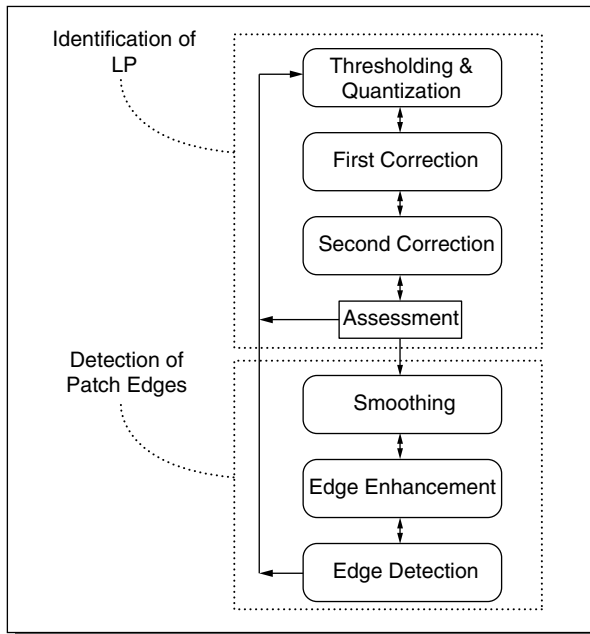 Identification of
LP
Thresholding &
Quantization
First Correction
Second Correction
Assessment
Detection of
Patch Edges
Smoothing
Edge Enhancement
Edge Detection